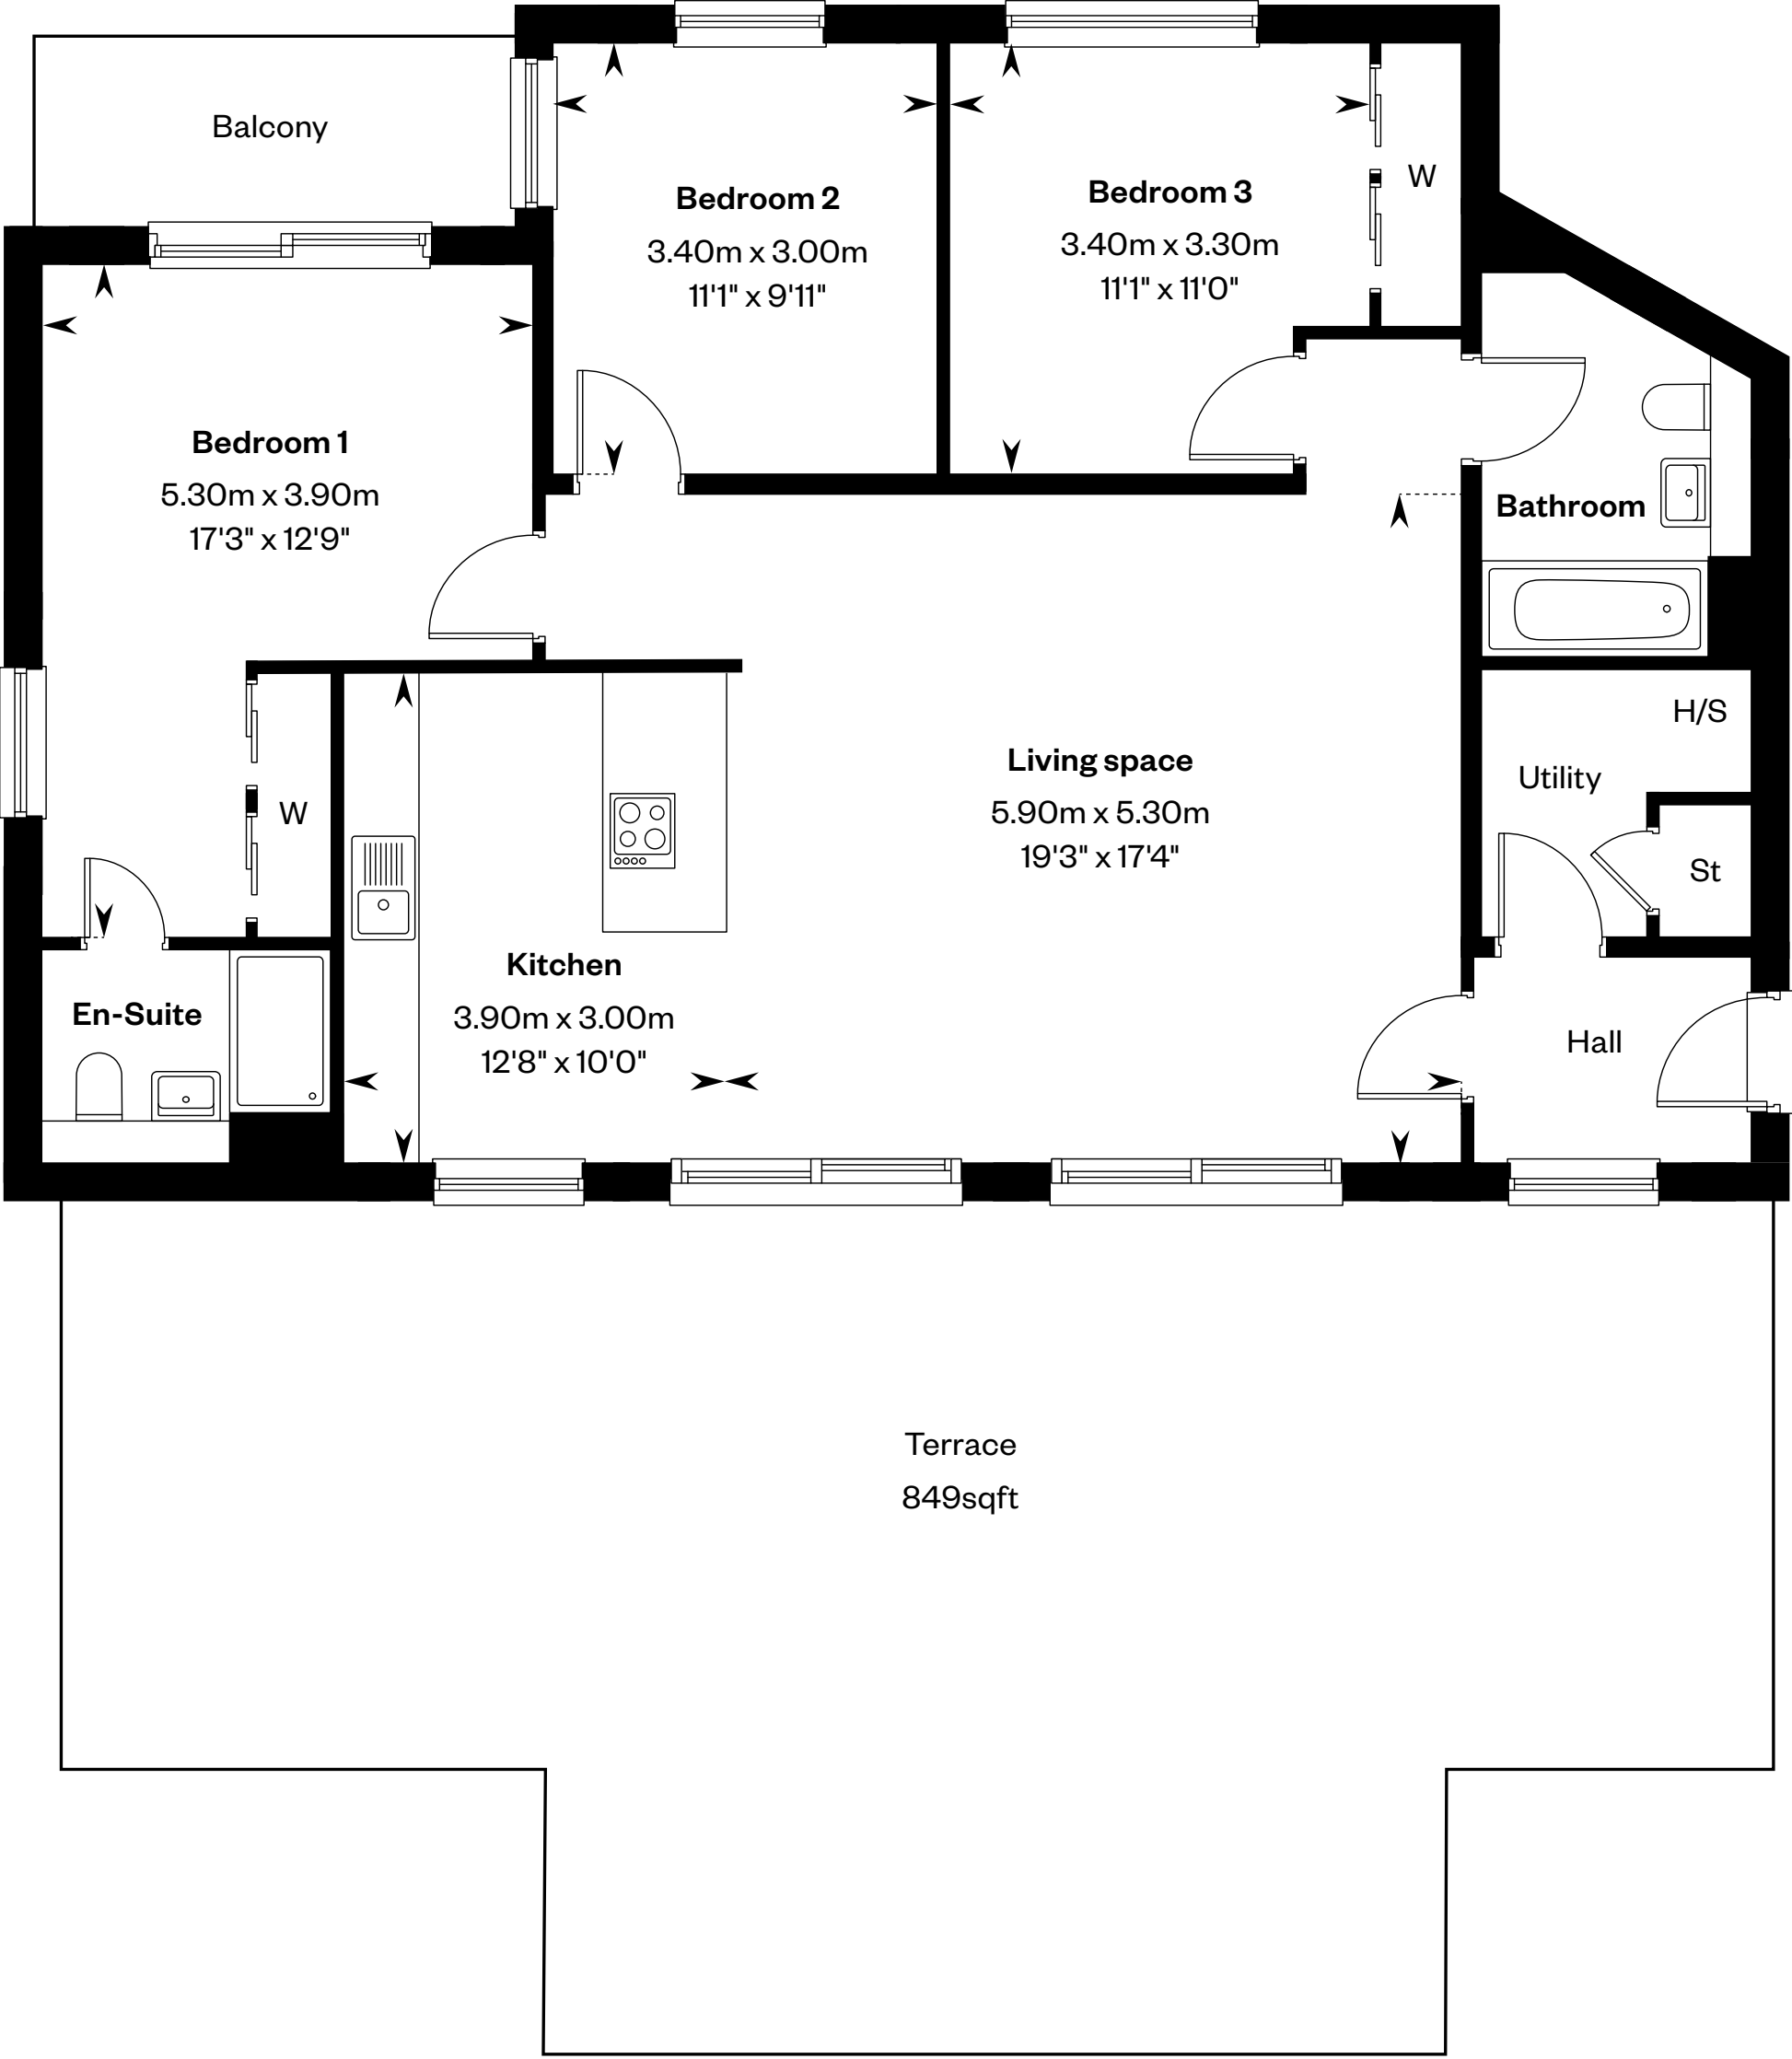 Balcony
Bedroom 2
3.40m x 3.00m
11'1" x 9'11"
Bedroom 3
3.40m x 3.30m
11'1" x 11'0"
W
Bedroom 1
5.30m x 3.90m
17'3" x 12'9"
Bathroom
H/S
Utility
Living space
5.90m x 5.30m
19'3" x 17'4"
W
St
Kitchen
3.90m x 3.00m
12'8" x 10'0"
En-Suite
Hall
Terrace
849sqft